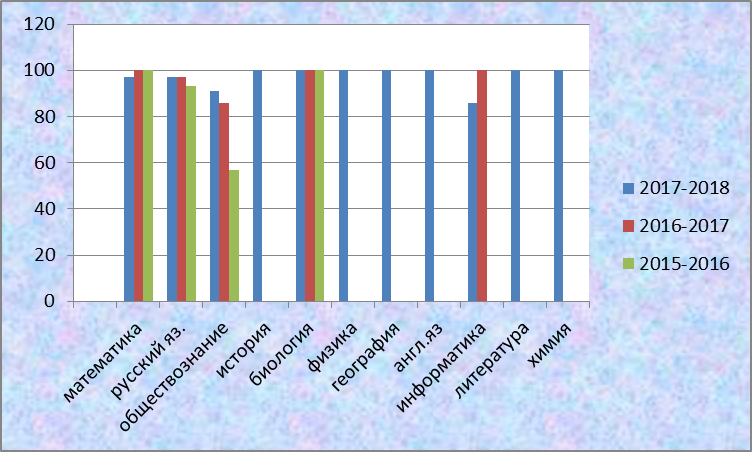 120
100
80
60
40
20
0
математика
русский яз.
обществознание
история
биология
физика
география
англ.яз
информатика
литература
химия
2017-2018
2016-2017
2015-2016